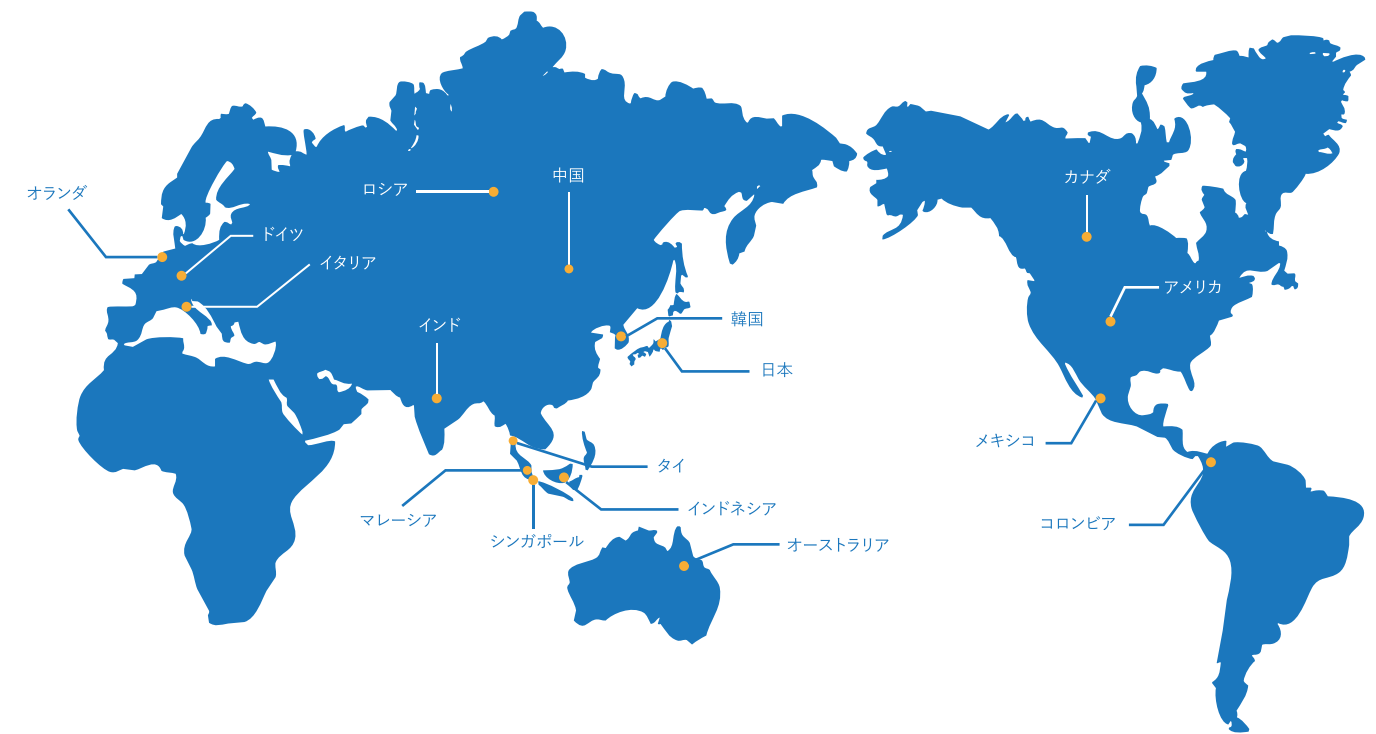 中国
カナダ
ロシア
オランダ
ドイツ
イタリア
アメリカ
韓国
インド
日本
メキシコ
タイ
インドネシア
マレーシア
コロンビア
シンガポール
オーストラリア